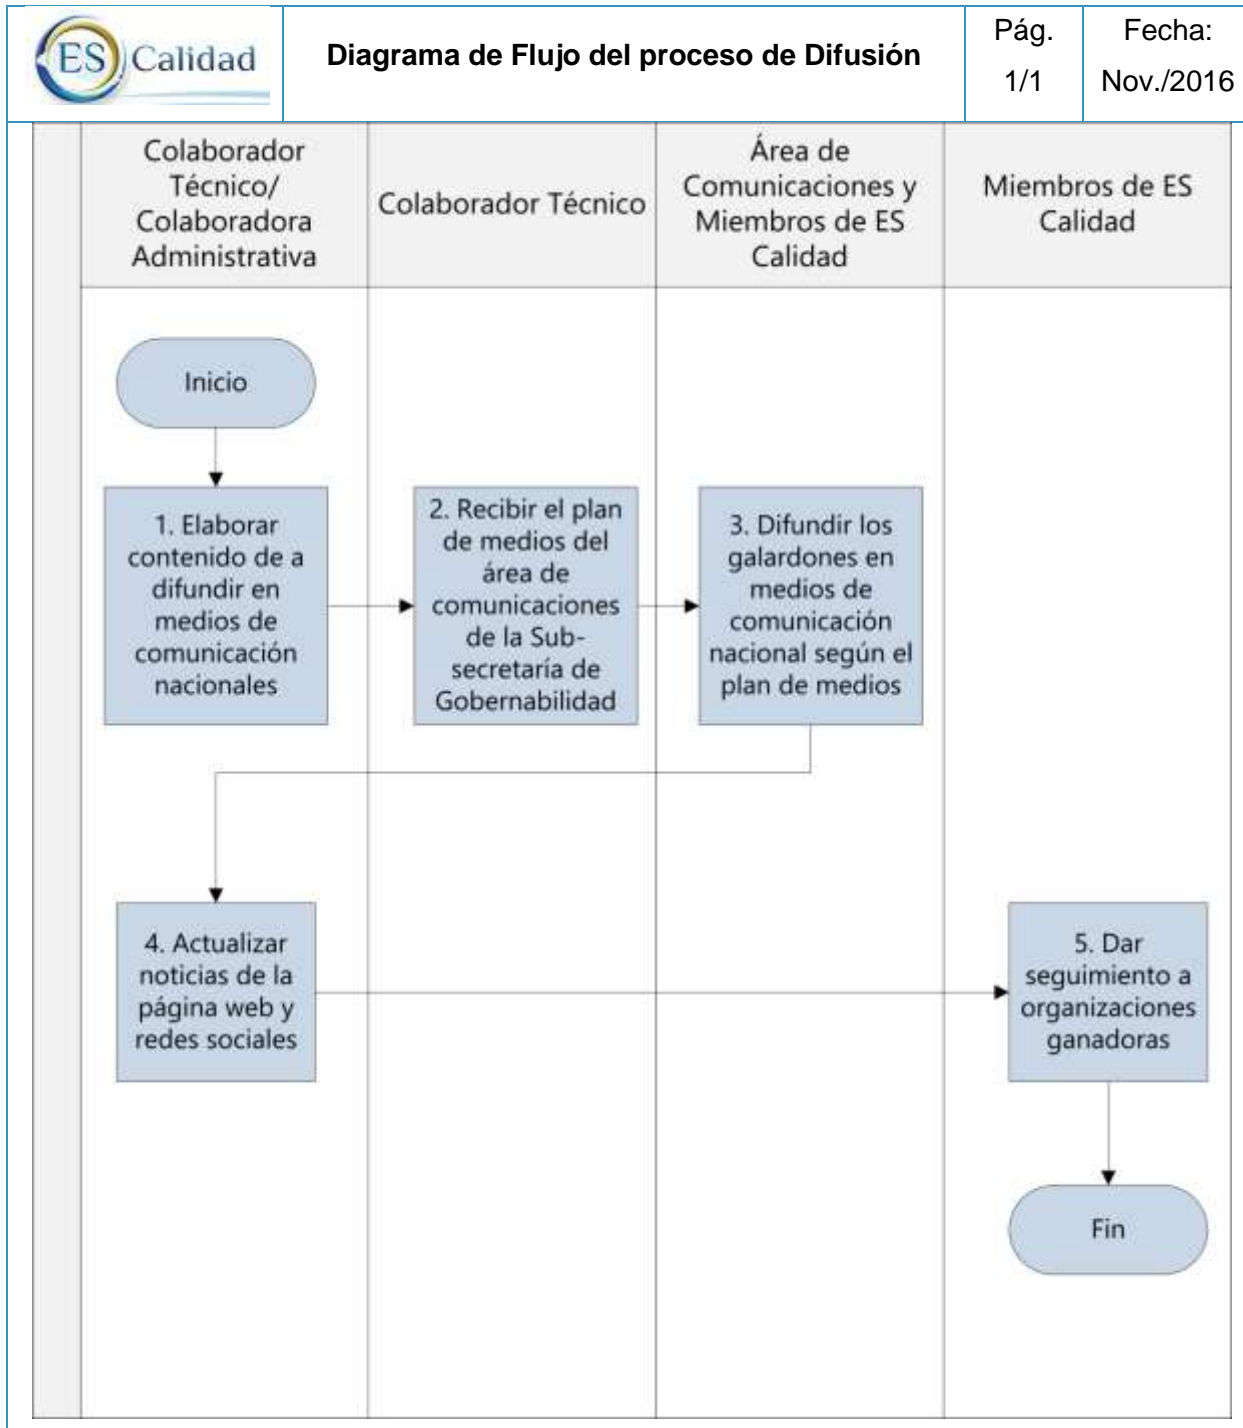 ES Calidad
Diagrama de Flujo del proceso de Difusión
Pág.
1/1
Fecha:
Nov./2016
Colaborador
Técnico/
Colaboradora
Administrativa
Colaborador Técnico
Área de
Comunicaciones y
Miembros de ES
Calidad
Miembros de ES
Calidad
Inicio
1. Elaborar
contenido de a
difundir en
medios de
comunicación
nacionales
2. Recibir el plan
de medios del
área de
comunicaciones
de la Sub-
secretaría de
Gobernabilidad
3. Difundir los
galardones en
medios de
comunicación
nacional según el
plan de medios
4. Actualizar
noticias de la
página web y
redes sociales
5. Dar
seguimiento a
organizaciones
ganadoras
Fin